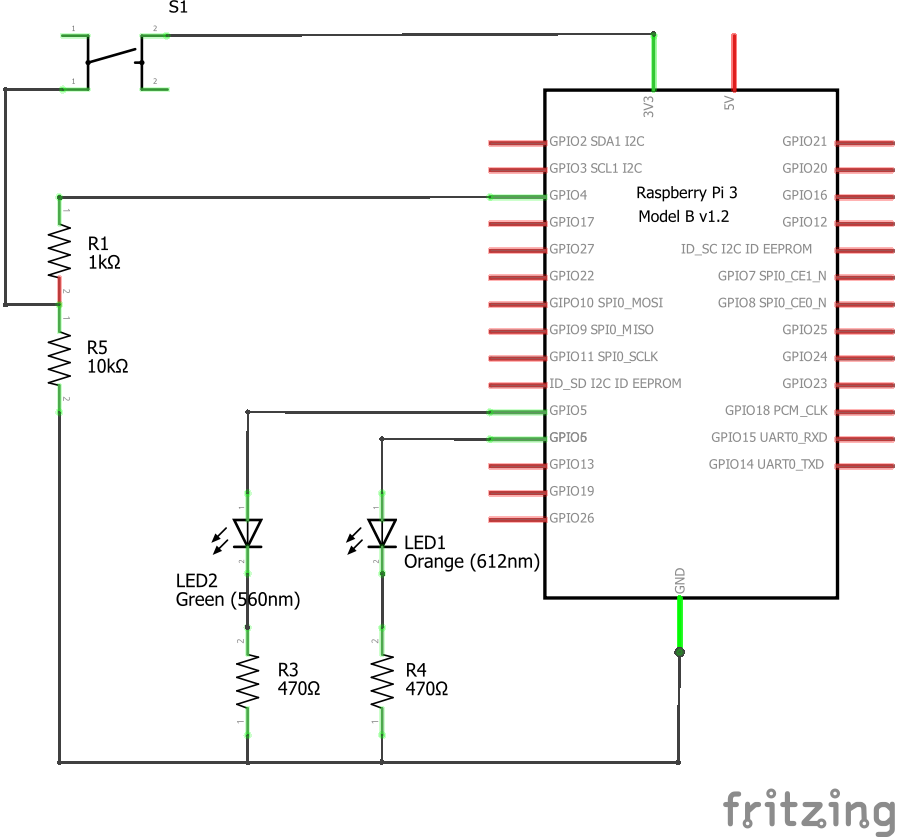 S1
1
2
1
2
3V3
5V
GPIO2 SDA1 I2C
GPIO3 SCL1 I2C
GPIO4
GPIO17
GPIO27
GPIO22
GIPO10 SPI0_MOSI
GPIO9 SPI0_MISO
GPIO11 SPI0_SCLK
ID_SD I2C ID EEPROM
GPIO5
GPIO6
GPIO13
GPIO19
GPIO26
Raspberry Pi 3
Model B v1.2
GPIO21
GPIO20
GPIO16
GPIO12
ID_SC I2C ID EEPROM
GPIO7 SPI0_CE1_N
GPIO8 SPI0_CE0_N
GPIO25
GPIO24
GPIO23
GPIO18 PCM_CLK
GPIO15 UART0_RXD
GPIO14 UART0_TXD
GND
1
R1
1kΩ
2
1
R5
10kΩ
2
1
2
LED2
Green (560nm)
1
2
LED1
Orange (612nm)
2
R3
470Ω
1
2
R4
470Ω
1
fritzing